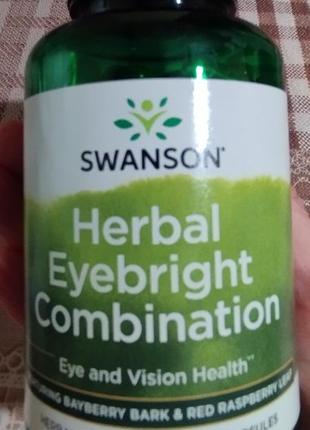 SWANSON
Herbal
Eyebright
Combination
Eye and Vision Health**
BAYBERRY BARK & RED RASPBERRY LEAF